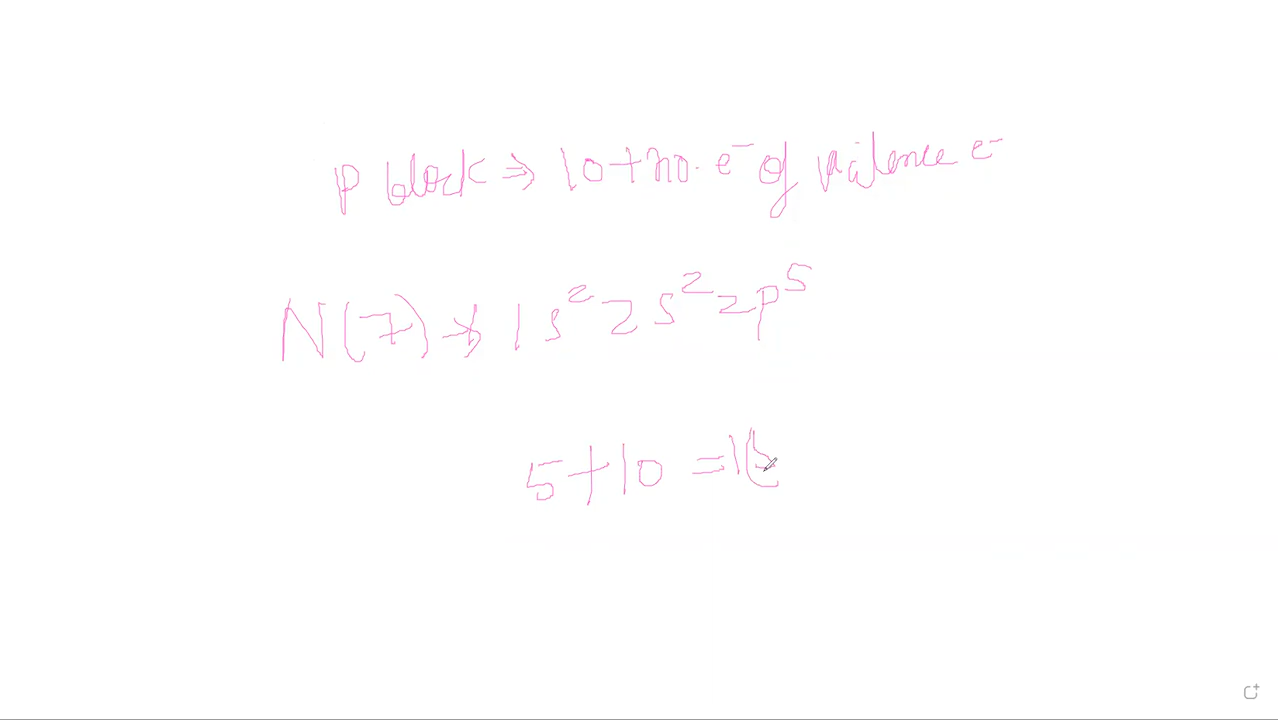 P block ⇒ 10 + no. e⁻ of valence e⁻
N(7) → 1s² 2s² 2p⁵
5 + 10 = 15